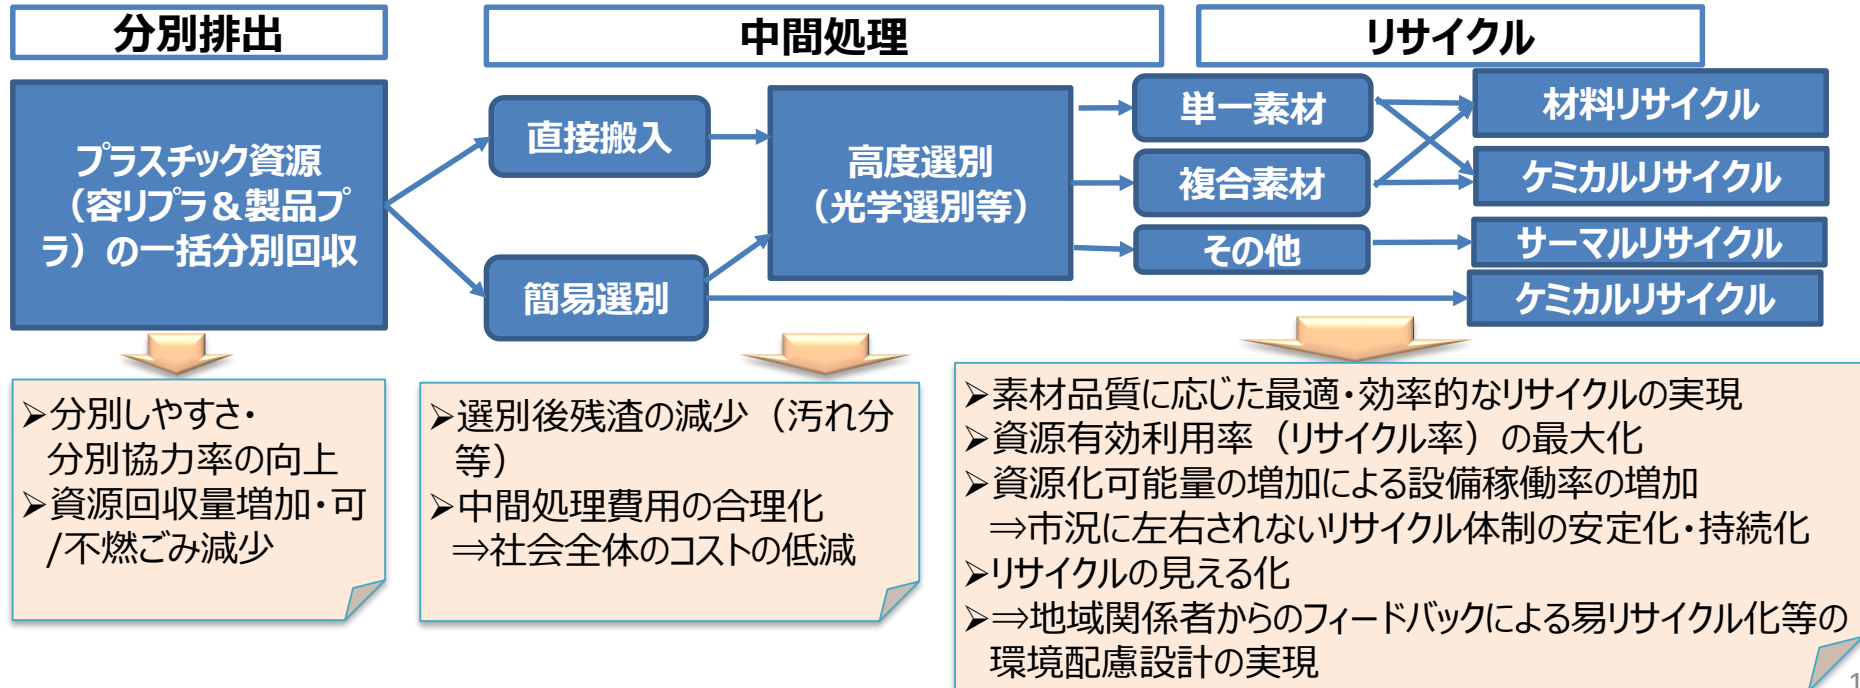 分別排出
中間処理
リサイクル
プラスチック資源
（容リプラ＆製品プ
ラ）の一括分別回収
直接搬入
簡易選別
高度選別
（光学選別等）
単一素材
複合素材
その他
材料リサイクル
ケミカルリサイクル
サーマルリサイクル
ケミカルリサイクル
➢分別しやすさ・
分別協力率の向上
➢資源回収量増加・可
/不燃ごみ減少
➢選別後残渣の減少（汚れ分
等）
➢中間処理費用の合理化
⇒社会全体のコストの低減
➢素材品質に応じた最適・効率的なリサイクルの実現
➢資源有効利用率（リサイクル率）の最大化
➢資源化可能量の増加による設備稼働率の増加
⇒市況に左右されないリサイクル体制の安定化・持続化
➢リサイクルの見える化
➢⇒地域関係者からのフィードバックによる易リサイクル化等の
環境配慮設計の実現
1